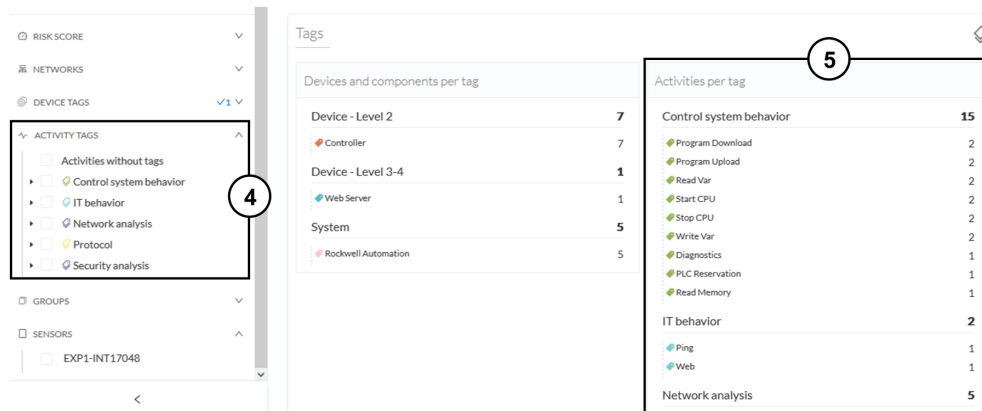 RISK SCORE
NETWORKS
DEVICE TAGS 1
ACTIVITY TAGS
Activities without tags
Control system behavior
IT behavior
Network analysis
Protocol
Security analysis
4
GROUPS
SENSORS
EXP1-INT17048
<
Tags
Devices and components per tag
Device - Level 2 7
Controller 7
Device - Level 3-4 1
Web Server 1
System 5
Rockwell Automation 5
5
Activities per tag
Control system behavior 15
Program Download 2
Program Upload 2
Read Var 2
Start CPU 2
Stop CPU 2
Write Var 2
Diagnostics 1
PLC Reservation 1
Read Memory 1
IT behavior 2
Ping 1
Web 1
Network analysis 5